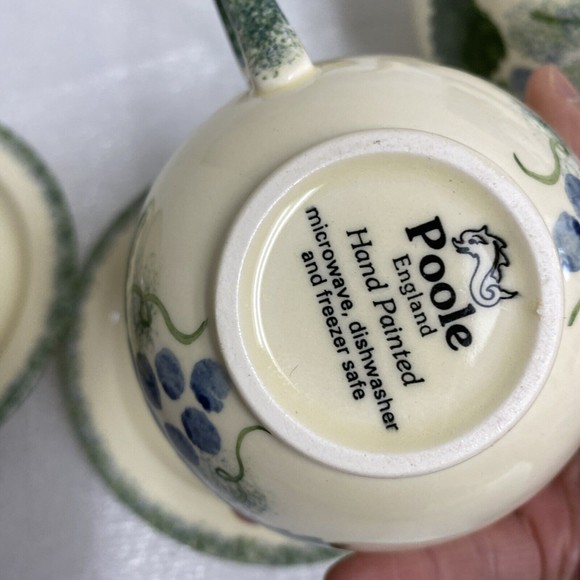 Poole
England
Hand Painted
microwave, dishwasher
and freezer safe